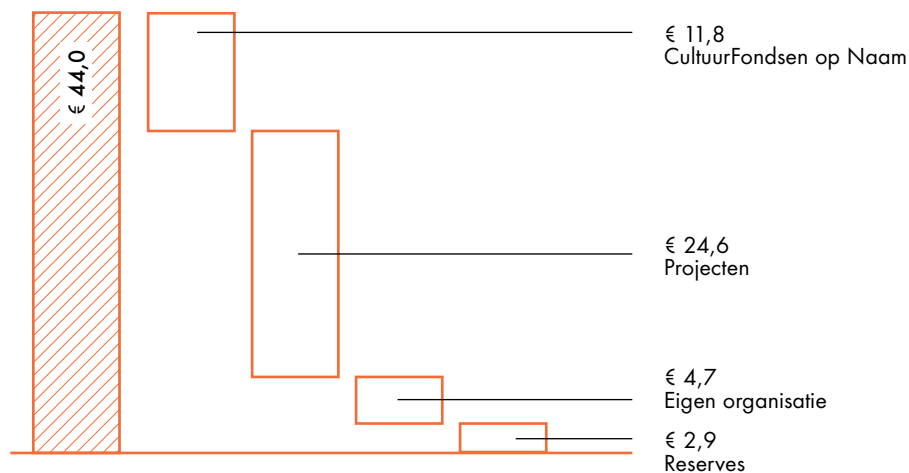 € 44,0
€ 11,8
CultuurFondsen op Naam
€ 24,6
Projecten
€ 4,7
Eigen organisatie
€ 2,9
Reserves